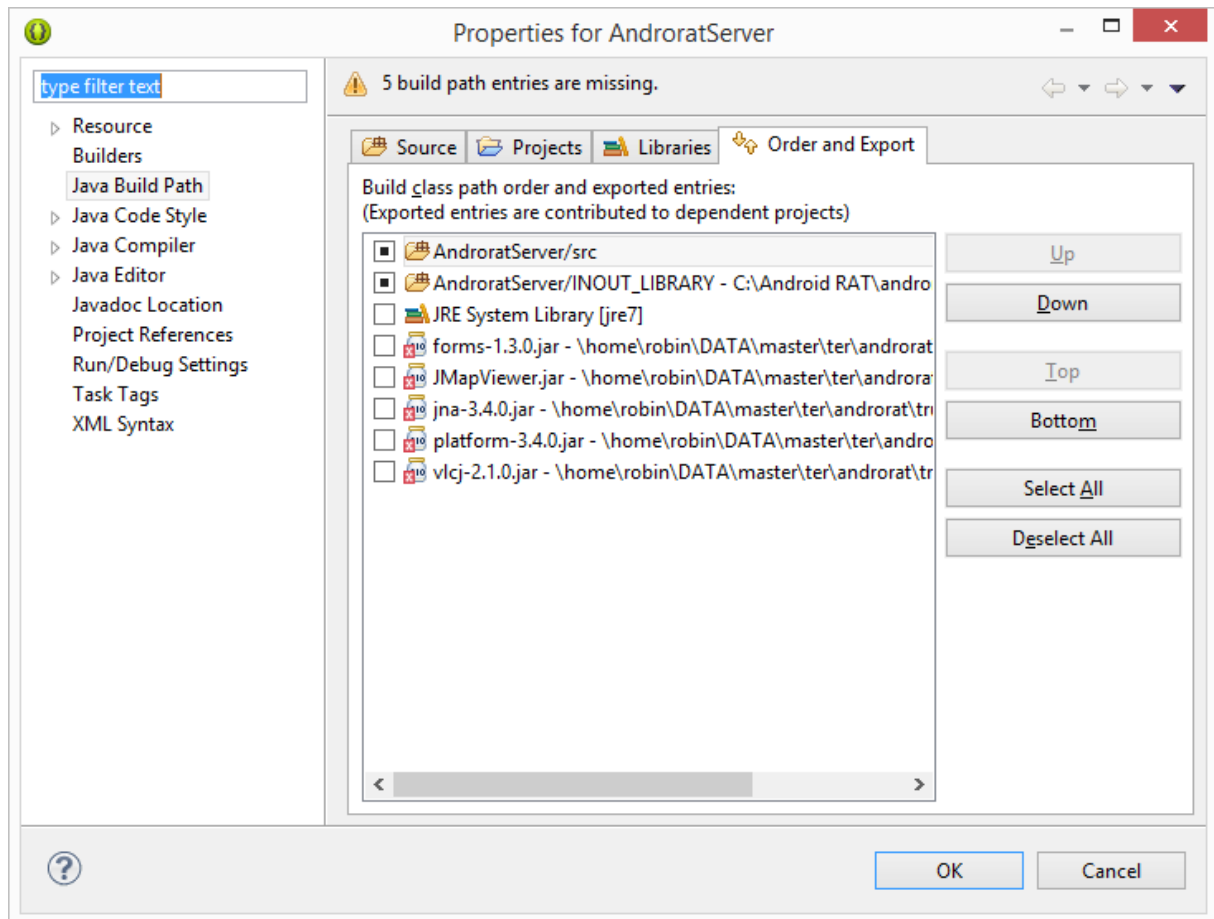 Properties for AndroratServer
type filter text
5 build path entries are missing.
Resource
Builders
Java Build Path
Java Code Style
Java Compiler
Java Editor
Javadoc Location
Project References
Run/Debug Settings
Task Tags
XML Syntax
Source
Projects
Libraries
Order and Export
Build class path order and exported entries:
(Exported entries are contributed to dependent projects)
AndroratServer/src
AndroratServer/INOUT_LIBRARY - C:\Android RAT\andro
JRE System Library [jre7]
forms-1.3.0.jar - \home\robin\DATA\master\ter\androrat
JMapViewer.jar - \home\robin\DATA\master\ter\androra
jna-3.4.0.jar - \home\robin\DATA\master\ter\androrat\tru
platform-3.4.0.jar - \home\robin\DATA\master\ter\andro
vlcj-2.1.0.jar - \home\robin\DATA\master\ter\androrat\tr
Up
Down
Top
Bottom
Select All
Deselect All
OK
Cancel